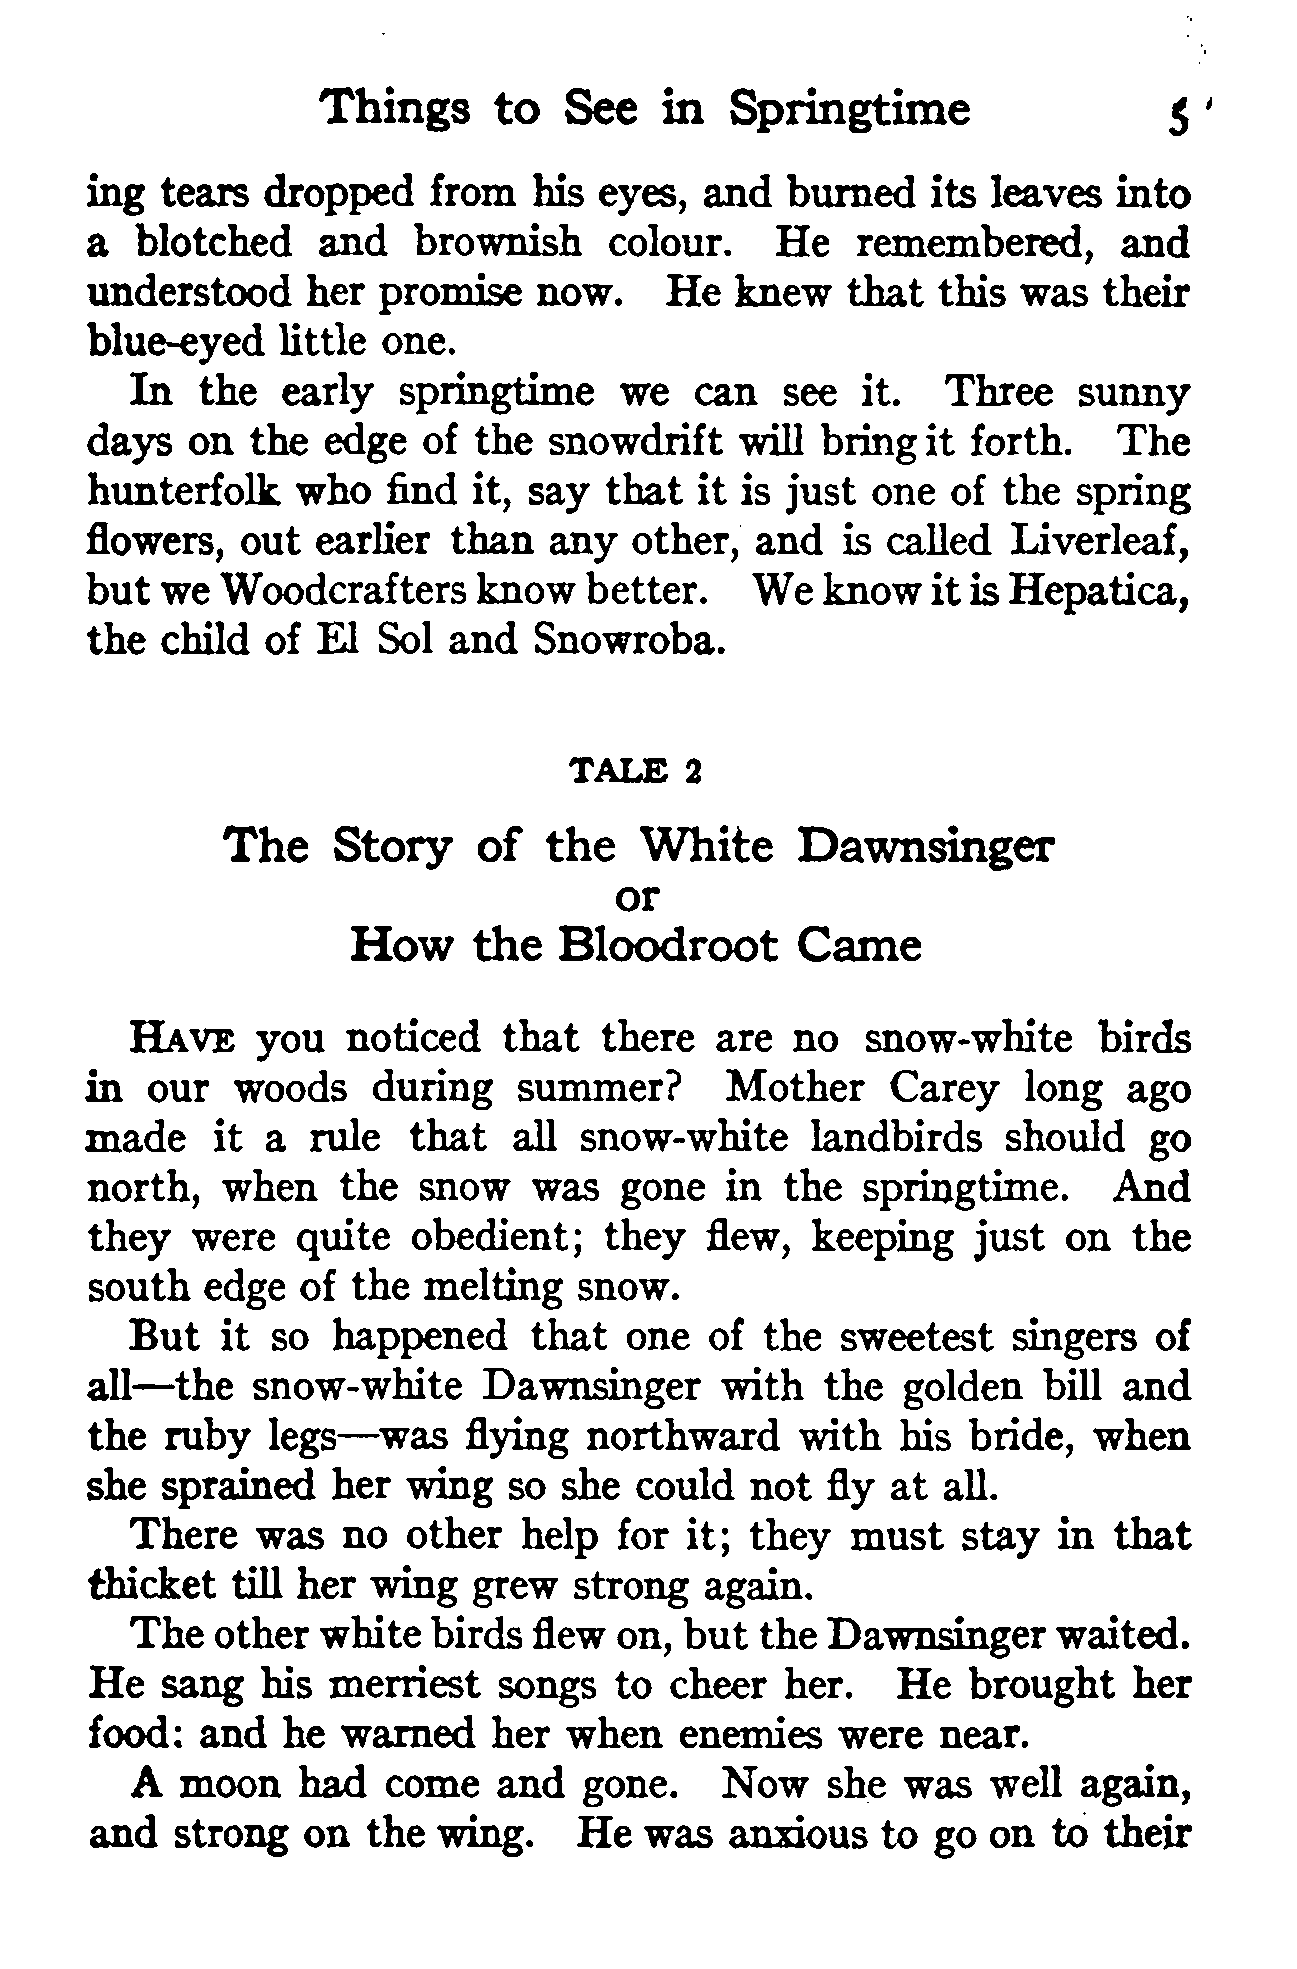 Things to See in Springtime 5
ing tears dropped from his eyes, and burned its leaves into
a blotched and brownish colour. He remembered, and
understood her promise now. He knew that this was their
blue-eyed little one.
In the early springtime we can see it. Three sunny
days on the edge of the snowdrift will bring it forth. The
hunterfolk who find it, say that it is just one of the spring
flowers, out earlier than any other, and is called Liverleaf,
but we Woodcrafters know better. We know it is Hepatica,
the child of El Sol and Snowroba.
TALE 2
The Story of the White Dawnsinger
or
How the Bloodroot Came
HAVE you noticed that there are no snow-white birds
in our woods during summer? Mother Carey long ago
made it a rule that all snow-white landbirds should go
north, when the snow was gone in the springtime. And
they were quite obedient; they flew, keeping just on the
south edge of the melting snow.
But it so happened that one of the sweetest singers of
all—the snow-white Dawnsinger with the golden bill and
the ruby legs—was flying northward with his bride, when
she sprained her wing so she could not fly at all.
There was no other help for it; they must stay in that
thicket till her wing grew strong again.
The other white birds flew on, but the Dawnsinger waited.
He sang his merriest songs to cheer her. He brought her
food: and he warned her when enemies were near.
A moon had come and gone. Now she was well again,
and strong on the wing. He was anxious to go on to their